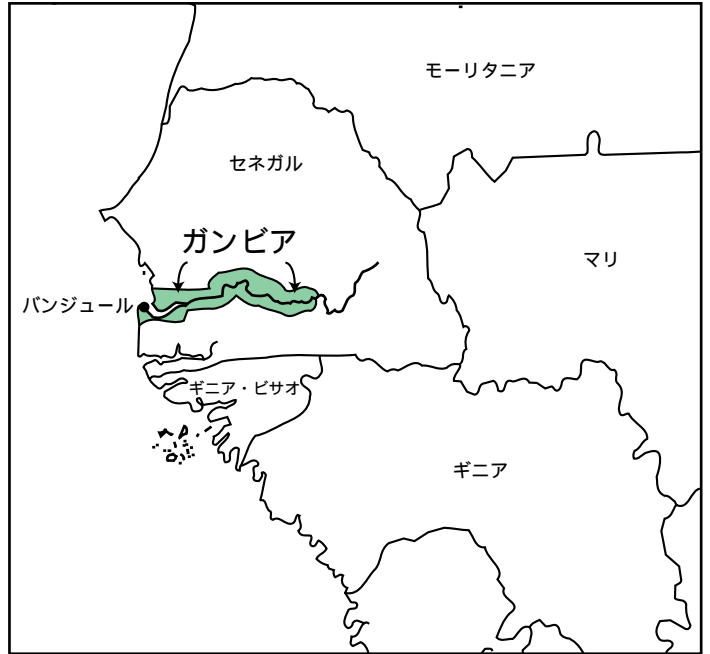 モーリタニア
セネガル
ガンビア
マリ
バンジュール
ギニア・ビサオ
ギニア